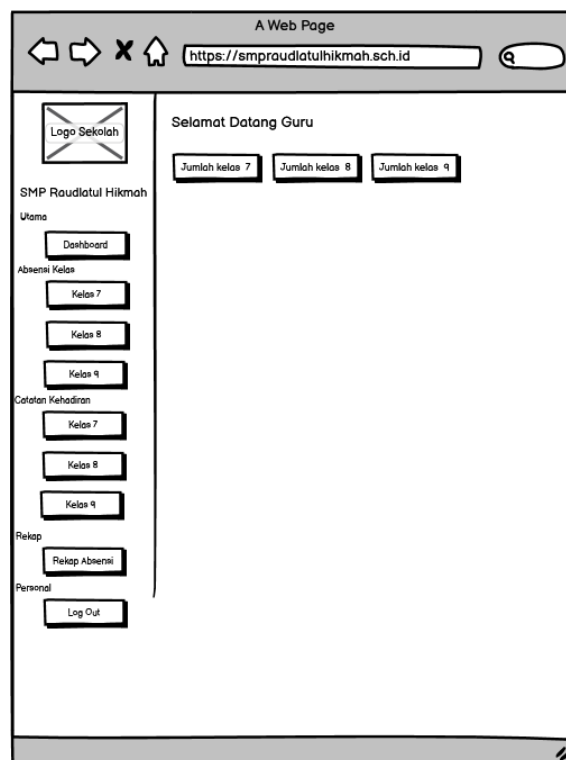 A Web Page
https://smpraudlatulhikmah.sch.id
Logo Sekolah
SMP Raudlatul Hikmah
Utama
Dashboard
Absensi Kelas
Kelas 7
Kelas 8
Kelas 9
Catatan Kehadiran
Kelas 7
Kelas 8
Kelas 9
Rekap
Rekap Absensi
Personal
Log Out
Selamat Datang Guru
Jumlah kelas 7
Jumlah kelas 8
Jumlah kelas 9